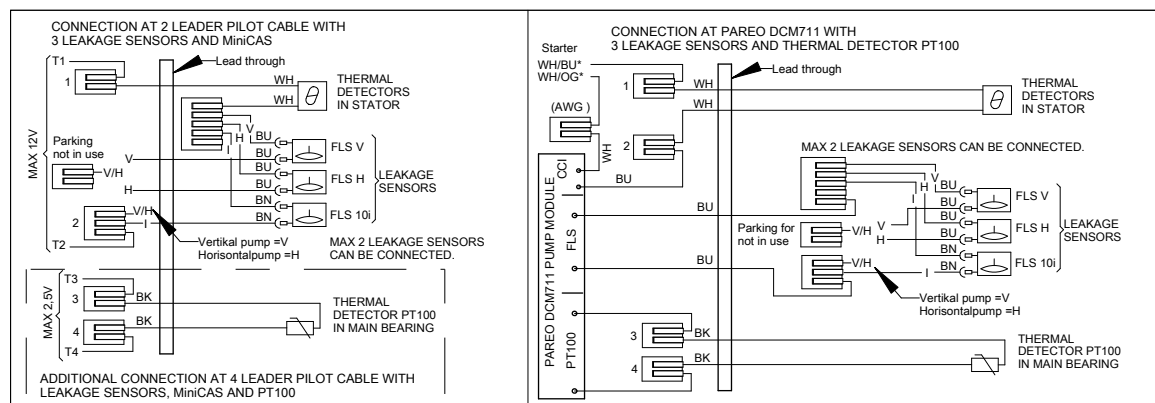 CONNECTION AT 2 LEADER PILOT CABLE WITH
3 LEAKAGE SENSORS AND MiniCAS
T1
1
Lead through
WH
WH
THERMAL
DETECTORS
IN STATOR
MAX 12V
Parking
not in use
V/H
V
H
I
V
H
BU
BU
BU
BU
BN
BN
FLS V
FLS H
FLS 10i
LEAKAGE
SENSORS
2
V/H
I
T2
Vertikal pump =V
Horisontalpump =H
MAX 2 LEAKAGE SENSORS
CAN BE CONNECTED.
MAX 2,5V
T3
3
BK
4
BK
T4
THERMAL
DETECTOR PT100
IN MAIN BEARING
ADDITIONAL CONNECTION AT 4 LEADER PILOT CABLE WITH
LEAKAGE SENSORS, MiniCAS AND PT100
CONNECTION AT PAREO DCM711 WITH
3 LEAKAGE SENSORS AND THERMAL DETECTOR PT100
Starter
WH/BU*
WH/OG*
1
Lead through
WH
WH
THERMAL
DETECTORS
IN STATOR
(AWG )
WH
2
BU
CCI
FLS
PT100
PAREO DCM711 PUMP MODULE
MAX 2 LEAKAGE SENSORS CAN BE CONNECTED.
BU
BU
V
H
I
BU
BU
BU
BU
BN
BN
FLS V
FLS H
FLS 10i
LEAKAGE
SENSORS
Parking for
not in use
V/H
V
H
V/H
I
Vertikal pump =V
Horisontalpump =H
3
BK
4
BK
THERMAL
DETECTOR PT100
IN MAIN BEARING